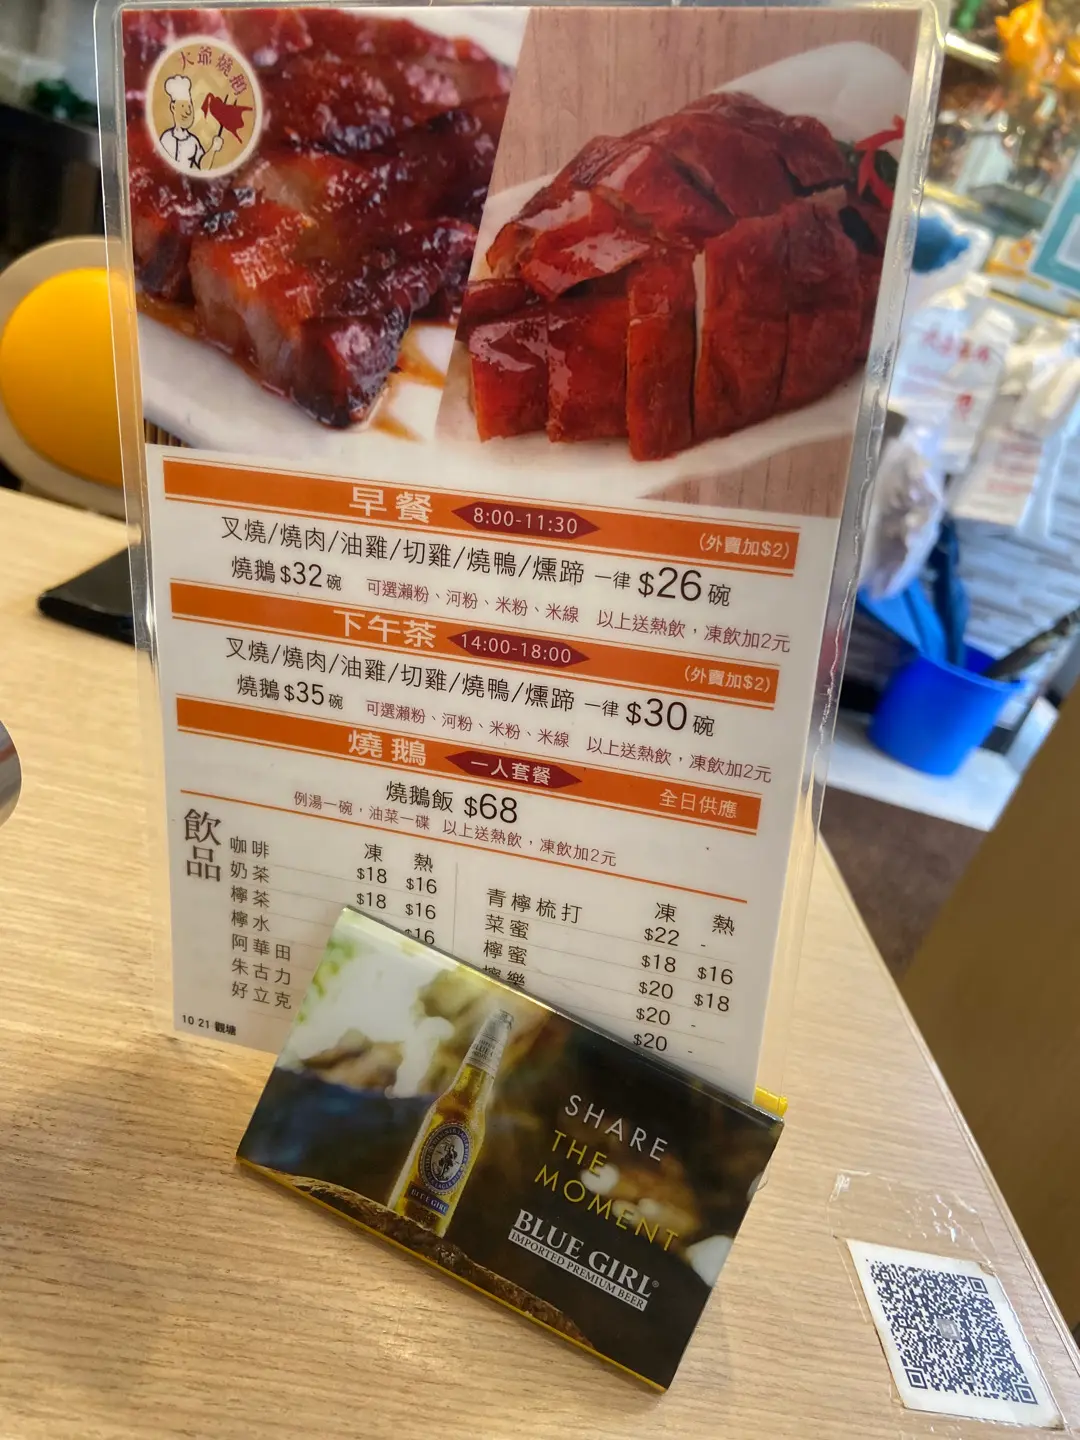 大爺燒鵝
早餐 8:00-11:30 (外賣加$2)
叉燒/燒肉/油雞/切雞/燒鴨/燻蹄 一律 $26 碗
燒鵝 $32 碗 可選瀨粉、河粉、米粉、米線 以上送熱飲，凍飲加2元
下午茶 14:00-18:00 (外賣加$2)
叉燒/燒肉/油雞/切雞/燒鴨/燻蹄 一律 $30 碗
燒鵝 $35 碗 可選瀨粉、河粉、米粉、米線 以上送熱飲，凍飲加2元
燒鵝 一人套餐 全日供應
燒鵝飯 $68
例湯一碗，油菜一碟 以上送熱飲，凍飲加2元
飲品
凍 熱
咖啡 $18 $16
奶茶 $18 $16
檸茶 $16
檸水
阿華田
朱古力
好立克
凍 熱
青檸梳打 $22 -
菜蜜 $18 $16
檸蜜 $20 $18
檸樂 $20 -
$20 -
10 21 觀塘
SHARE
THE
MOMENT
BLUE GIRL®
IMPORTED PREMIUM BEER
BLUE GIRL